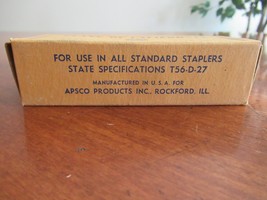 FOR USE IN ALL STANDARD STAPLERS
STATE SPECIFICATIONS T56-D-27
MANUFACTURED IN U.S.A. FOR
APSCO PRODUCTS INC., ROCKFORD, ILL.